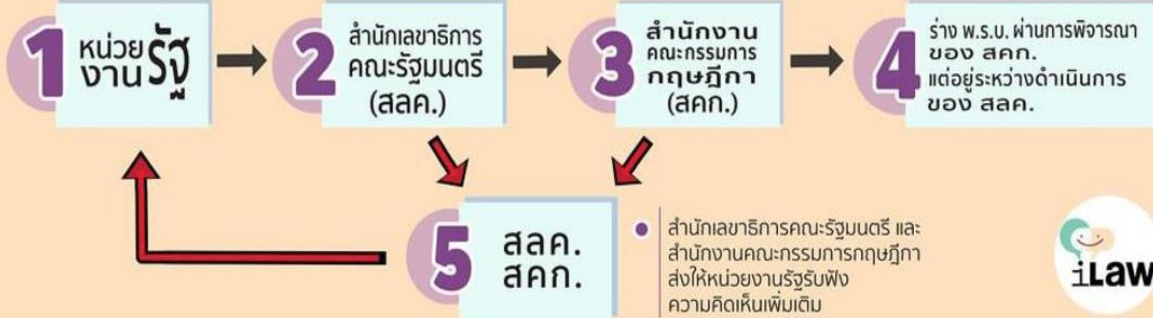 1
หน่วย
งาน รัฐ
2
สำนักเลขาธิการ
คณะรัฐมนตรี
(สลค.)
3
สำนักงาน
คณะกรรมการ
กฤษฎีกา
(สคก.)
4
ร่าง พ.ร.บ. ผ่านการพิจารณา
ของ สคก.
แต่อยู่ระหว่างดำเนินการ
ของ สลค.
5
สลค.
สคก.
สำนักเลขาธิการคณะรัฐมนตรี และ
สำนักงานคณะกรรมการกฤษฎีกา
ส่งให้หน่วยงานรัฐรับฟัง
ความคิดเห็นเพิ่มเติม
iLaw